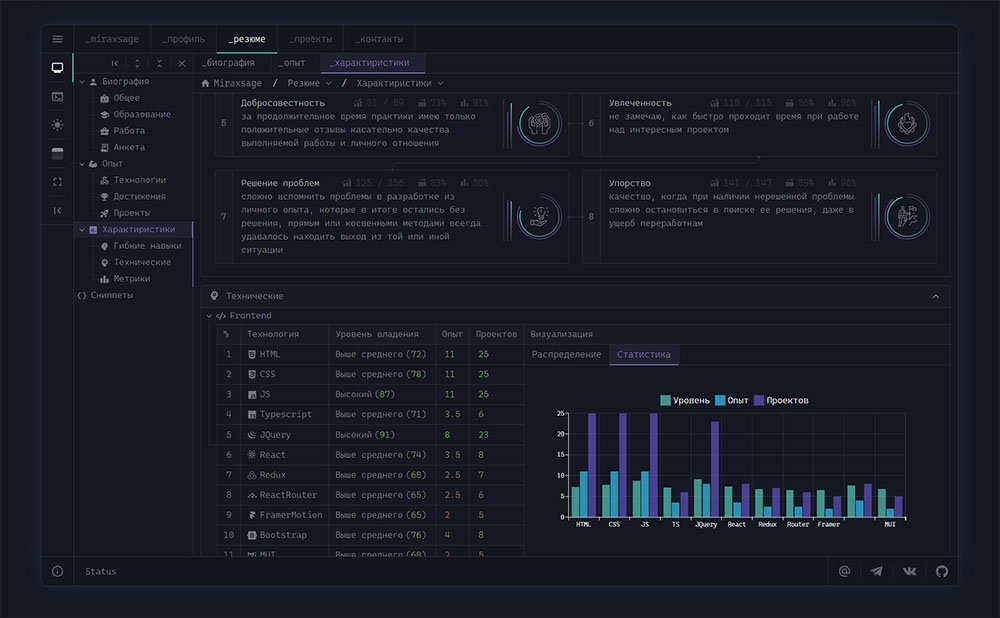 _miraxsage _профиль _резюме _проекты _контакты
_биография _опыт _характиристики
Miraxsage / Резюме / Характиристики
Биография
Общее
Образование
Работа
Анкета
Опыт
Технологии
Достижения
Проекты
Характиристики
Гибкие навыки
Технические
Метрики
Сниппеты
5
Добросовестность 81 / 89 73% 91%
за продолжительное время практики имею только
положительные отзывы касательно качества
выполняемой работы и личного отношения
6
Увлеченность 116 / 115 86% 96%
не замечаю, как быстро проходит время при работе
над интересным проектом
7
Решение проблем 125 / 156 83% 80%
сложно вспомнить проблемы в разработке из
личного опыта, которые в итоге остались без
решения, прямым или косвенными методами всегда
удавалось находить выход из той или иной
ситуации
8
Упорство 141 / 147 89% 96%
качество, когда при наличии нерешенной проблемы
сложно остановиться в поиске ее решения, даже в
ущерб переработкам
Технические
Frontend
% Технология Уровень владения Опыт Проектов
1 HTML Выше среднего (72) 11 25
2 CSS Выше среднего (78) 11 25
3 JS Высокий (87) 11 25
4 Typescript Выше среднего (71) 3.5 6
5 JQuery Высокий (91) 8 23
6 React Выше среднего (74) 3.5 8
7 Redux Выше среднего (68) 2.5 7
8 ReactRouter Выше среднего (65) 2.5 6
9 FramerMotion Выше среднего (65) 2 5
10 Bootstrap Выше среднего (76) 4 8
11 MUI Выше среднего (68) 2 5
Визуализация
Распределение Статистика
Уровень Опыт Проектов
25
20
15
10
5
0
HTML CSS JS TS JQuery React Redux Router Framer MUI
Status